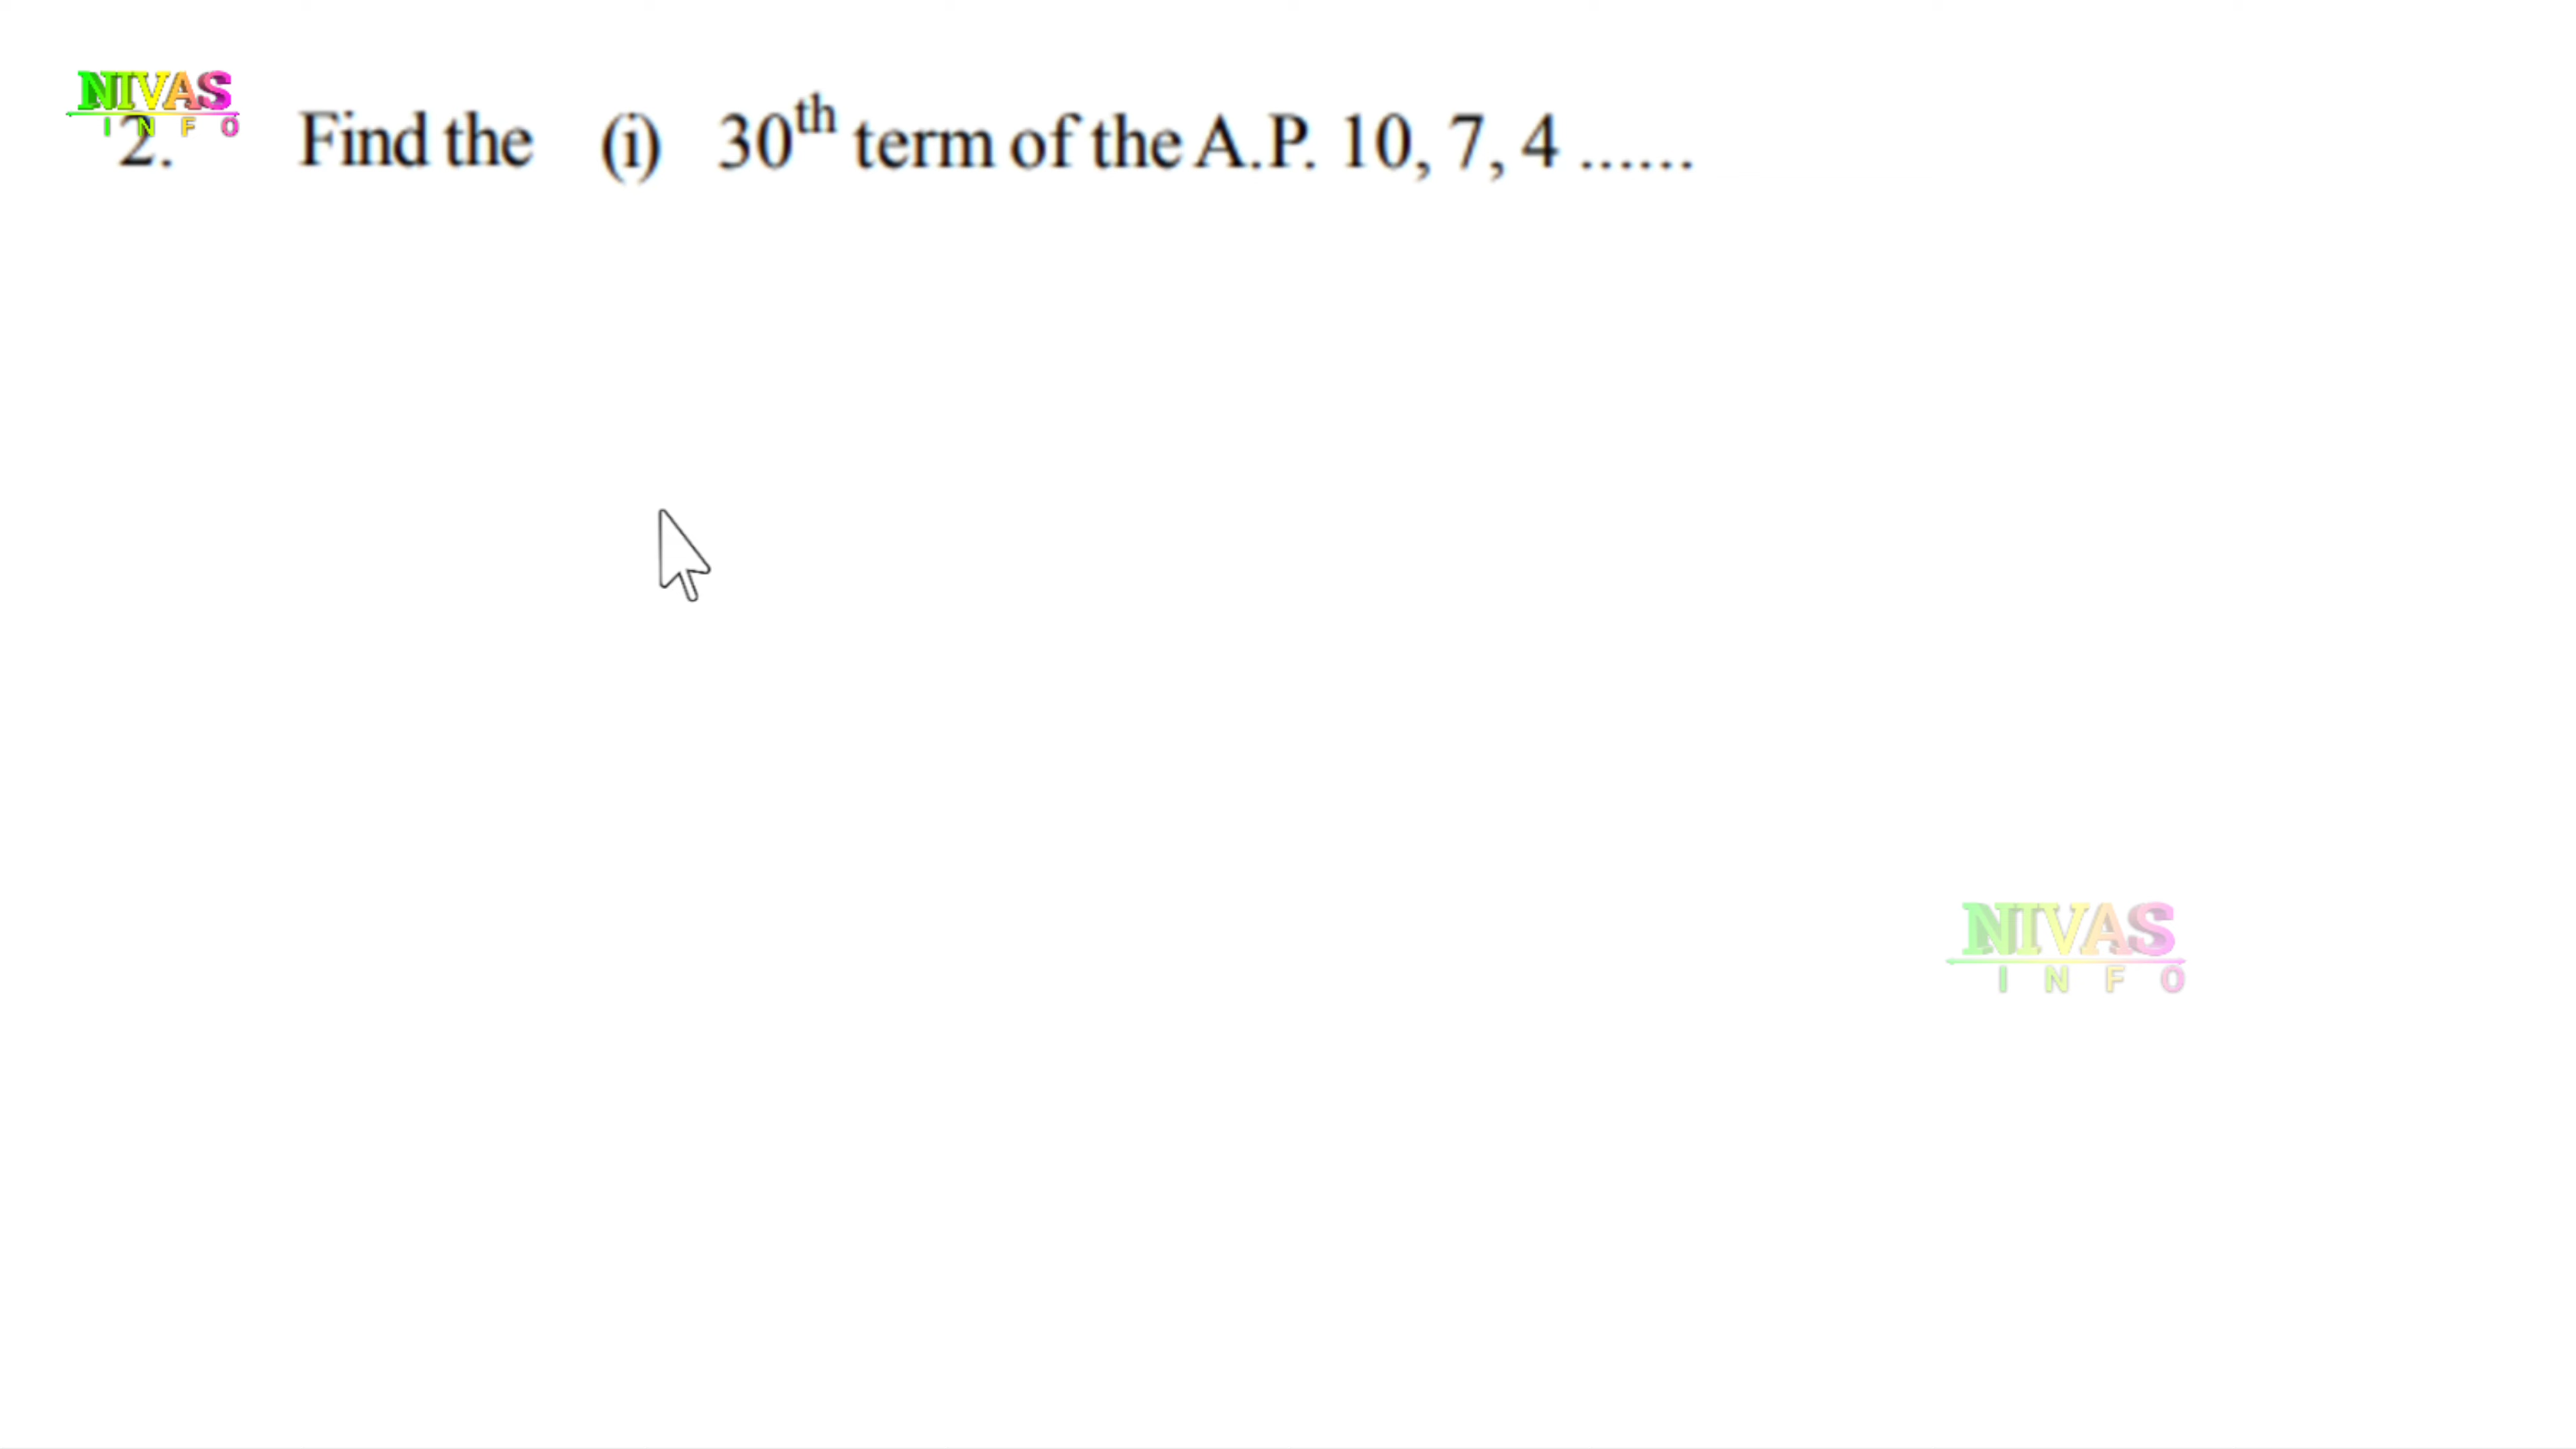 NIVAS
INFO
2. Find the (i) 30th term of the A.P. 10, 7, 4 ......
NIVAS
INFO